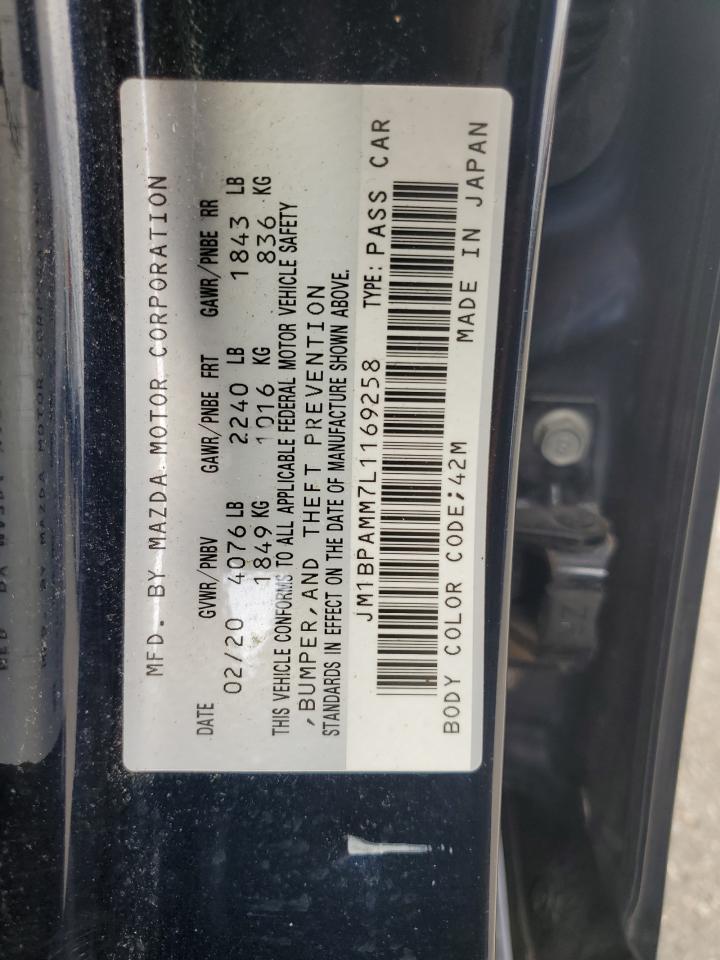 MFD. BY MAZDA MOTOR CORPORATION
DATE GVWR/PNBV GAWR/PNBE FRT GAWR/PNBE RR
02/20 4076 LB 2240 LB 1843 LB
1849 KG 1016 KG 836 KG
THIS VEHICLE CONFORMS TO ALL APPLICABLE FEDERAL MOTOR VEHICLE SAFETY
,BUMPER,AND THEFT PREVENTION
STANDARDS IN EFFECT ON THE DATE OF MANUFACTURE SHOWN ABOVE.
JM1BPAMM7L1169258 TYPE: PASS CAR
BODY COLOR CODE;42M MADE IN JAPAN